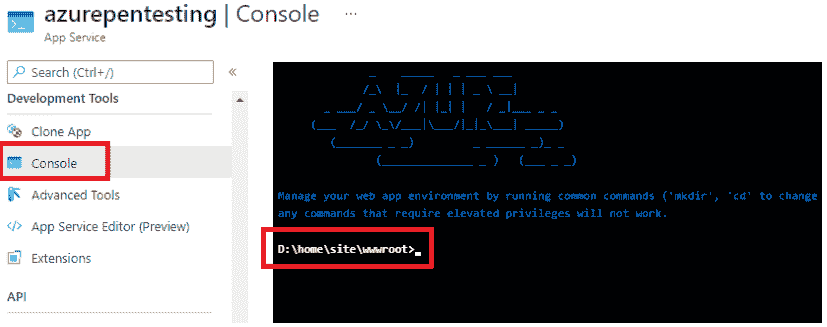 azurepentesting | Console ...
App Service
Search (Ctrl+/)
«
Development Tools
Clone App
Console
Advanced Tools
App Service Editor (Preview)
Extensions
API
Manage your web app environment by running common commands ('mkdir', 'cd' to change
any commands that require elevated privileges will not work.
D:\home\site\wwwroot>_